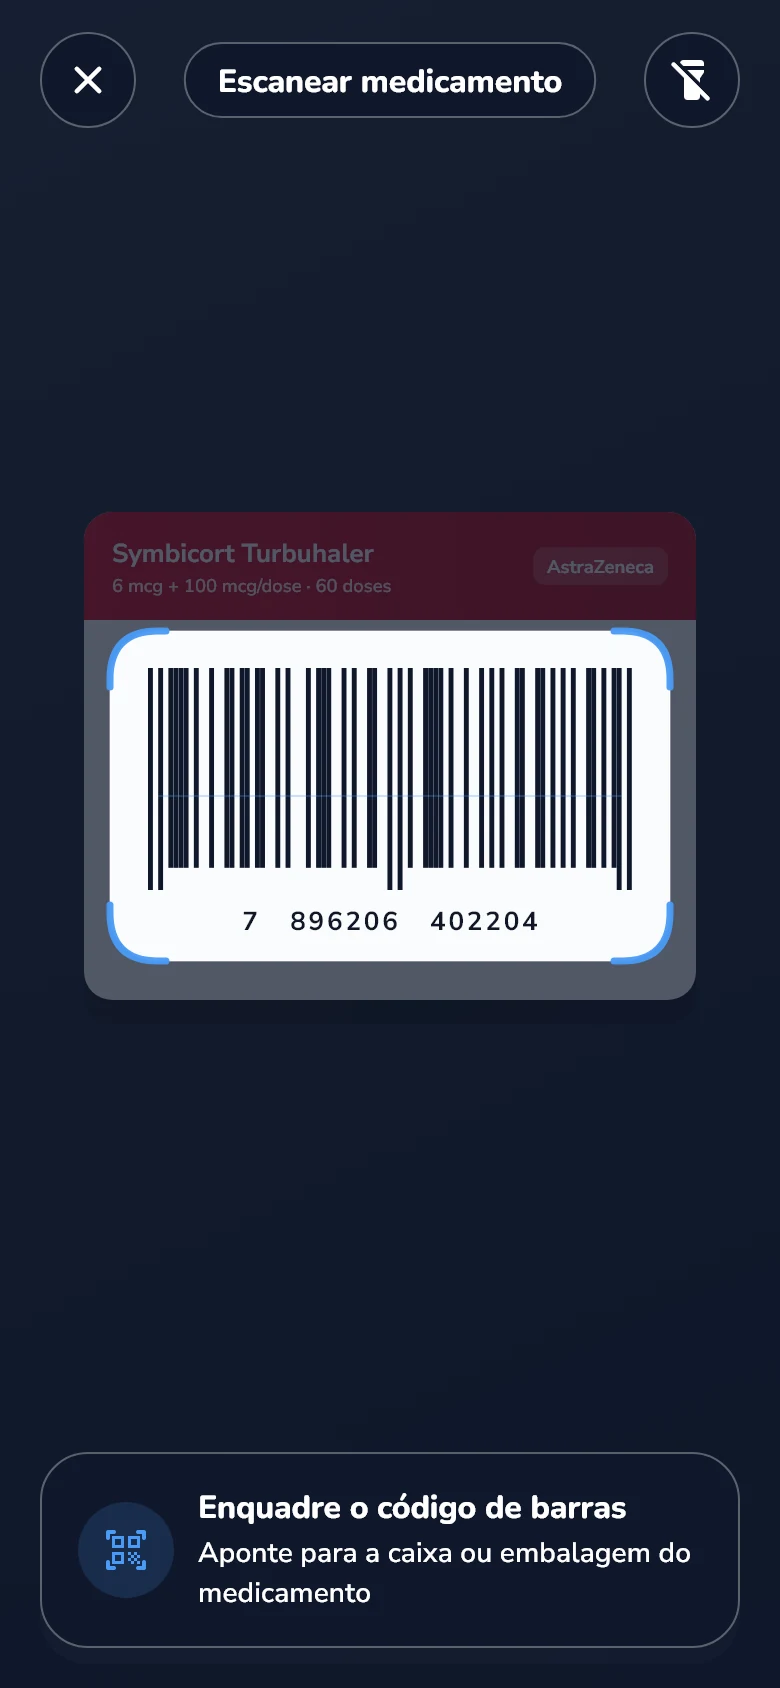 Escanear medicamento
Symbicort Turbuhaler
6 mcg + 100 mcg/dose · 60 doses
AstraZeneca
7 896206 402204
Enquadre o código de barras
Aponte para a caixa ou embalagem do
medicamento